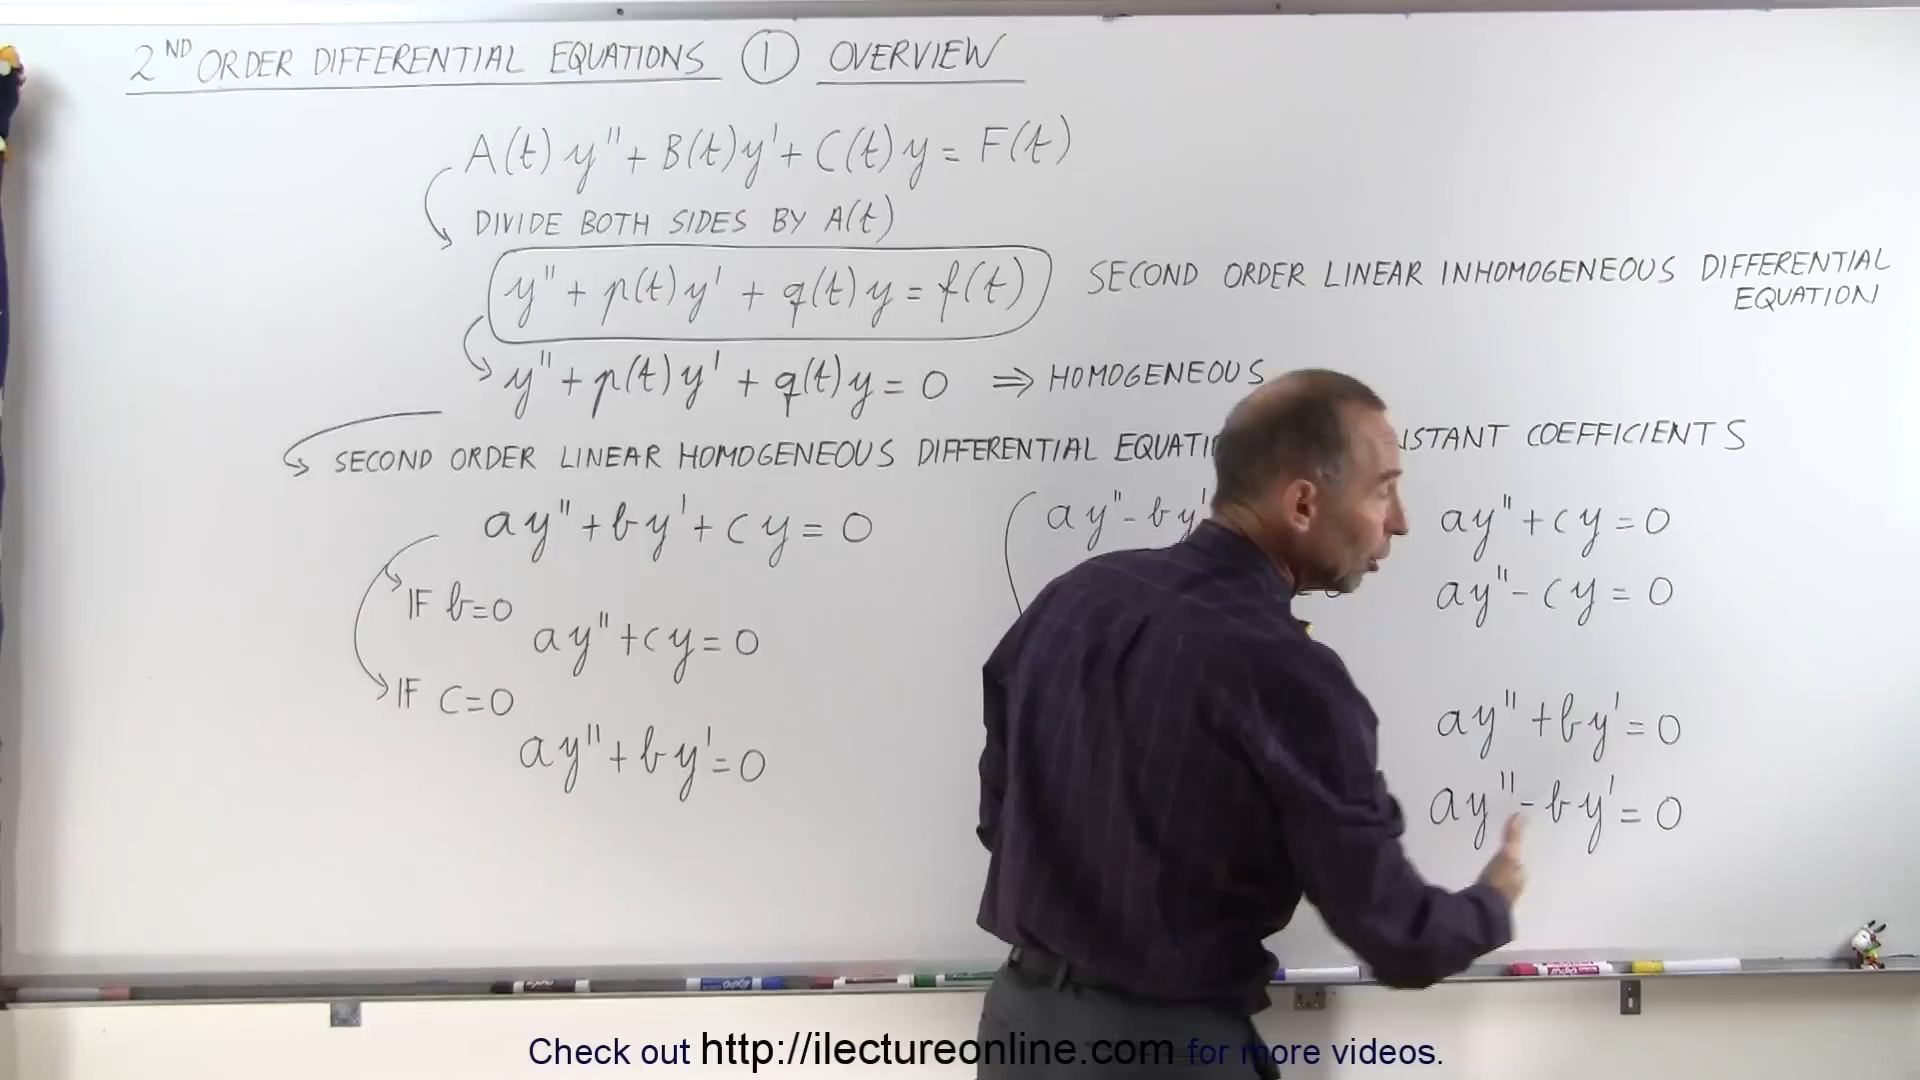 2ND ORDER DIFFERENTIAL EQUATIONS ① OVERVIEW
A(t) y" + B(t) y' + C(t) y = F(t)
DIVIDE BOTH SIDES BY A(t)
y" + p(t) y' + q(t) y = f(t)
SECOND ORDER LINEAR INHOMOGENEOUS DIFFERENTIAL
EQUATION
y" + p(t) y' + q(t) y = 0 ⇒ HOMOGENEOUS
SECOND ORDER LINEAR HOMOGENEOUS DIFFERENTIAL COEFFICIENTS
ay" + by' + cy = 0
IF b=0
ay" + cy = 0
IF c=0
ay" + by' = 0
ay" - by'
ay" + cy = 0
ay" - cy = 0
ay" + by' = 0
ay" - by' = 0
Check out http://ilectureonline.com for more videos.